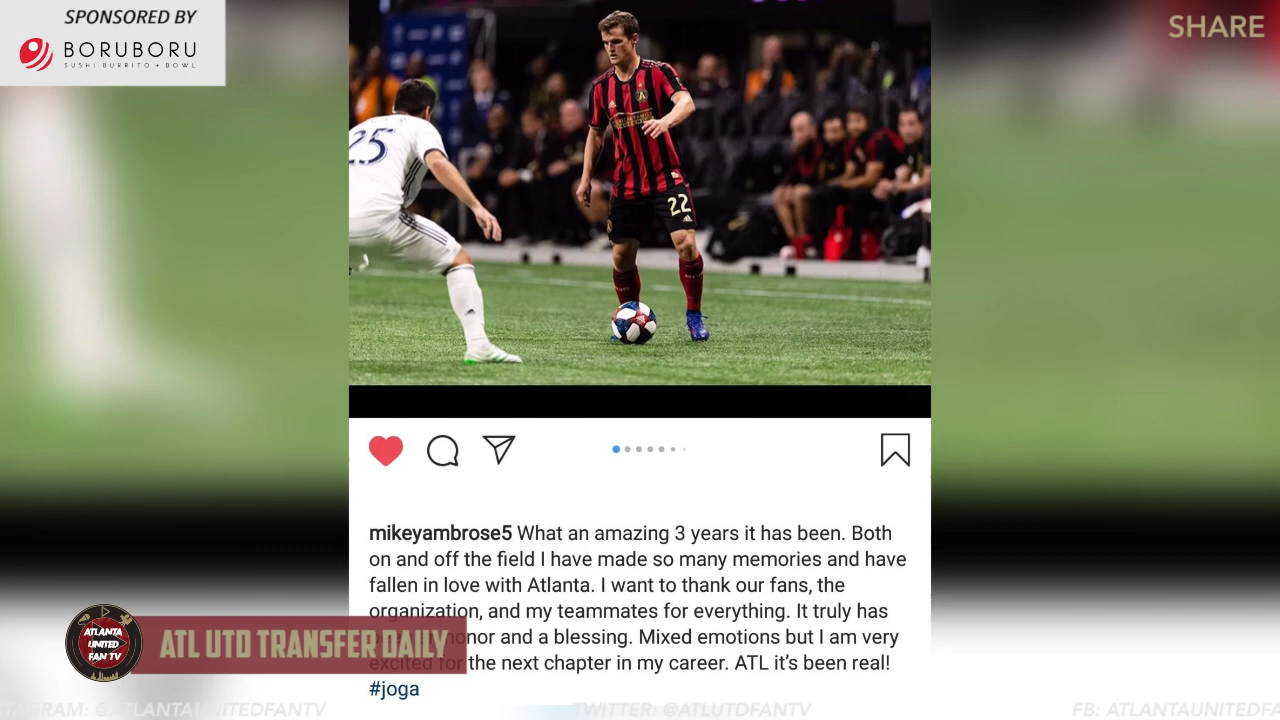 SPONSORED BY
BORUBORU
SUSHI BURRITO + BOWL
SHARE
25
22
mikeyambrose5 What an amazing 3 years it has been. Both
on and off the field I have made so many memories and have
fallen in love with Atlanta. I want to thank our fans, the
organization, and my teammates for everything. It truly has
honor and a blessing. Mixed emotions but I am very
excited for the next chapter in my career. ATL it's been real!
#joga
ATLANTA
UNITED
FAN TV
ATL UTD TRANSFER DAILY
TAGRAM: @ATLANTAUNITEDFANTV
TWITTER: @ATLUTDFANTV
FB: ATLANTAUNITEDFA